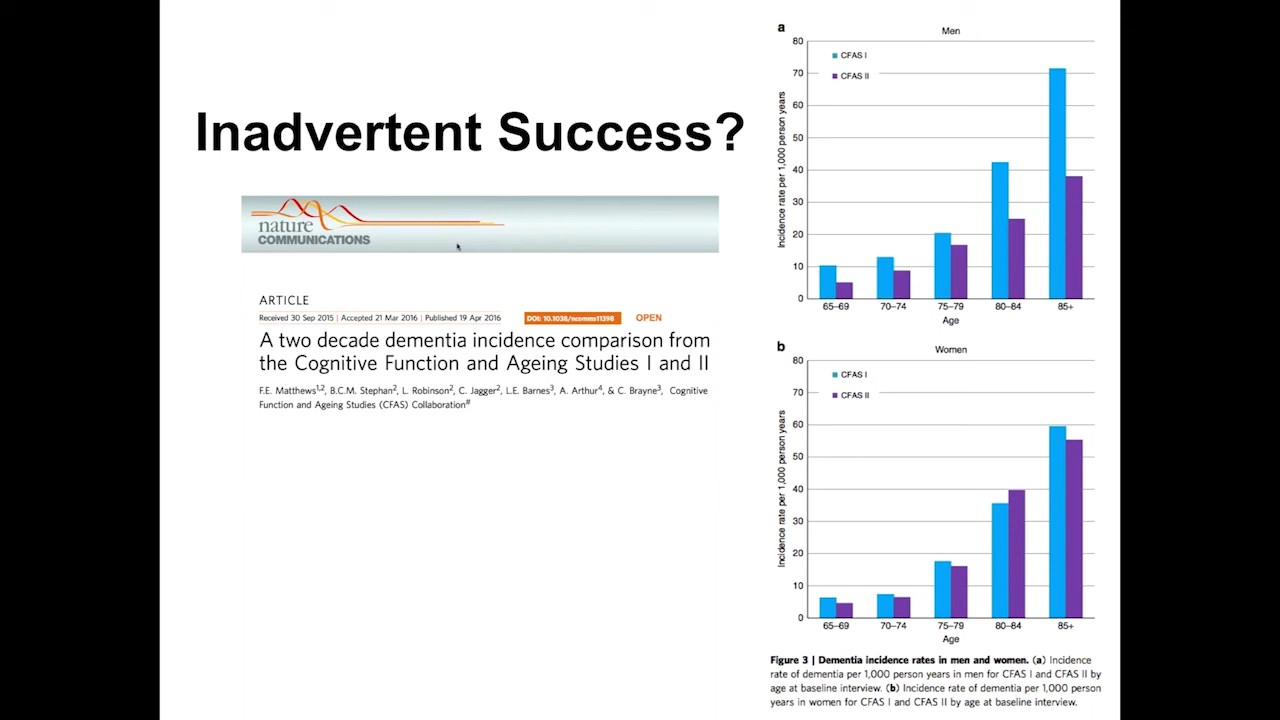 Inadvertent Success?
nature
COMMUNICATIONS
ARTICLE
Received 30 Sep 2015 | Accepted 21 Mar 2016 | Published 19 Apr 2016 DOI: 10.1038/ncomms11398 OPEN
A two decade dementia incidence comparison from
the Cognitive Function and Ageing Studies I and II
F.E. Matthews1,2, B.C.M. Stephan2, L. Robinson2, C. Jagger2, L.E. Barnes3, A. Arthur4, & C. Brayne3, Cognitive
Function and Ageing Studies (CFAS) Collaboration#
a
Men
80
70
60
50
40
30
20
10
0
CFAS I
CFAS II
Incidence rate per 1,000 person years
65–69 70–74 75–79 80–84 85+
Age
b
Women
80
70
60
50
40
30
20
10
0
CFAS I
CFAS II
Incidence rate per 1,000 person years
65–69 70–74 75–79 80–84 85+
Age
Figure 3 | Dementia incidence rates in men and women. (a) Incidence
rate of dementia per 1,000 person years in men for CFAS I and CFAS II by
age at baseline interview. (b) Incidence rate of dementia per 1,000 person
years in women for CFAS I and CFAS II by age at baseline interview.